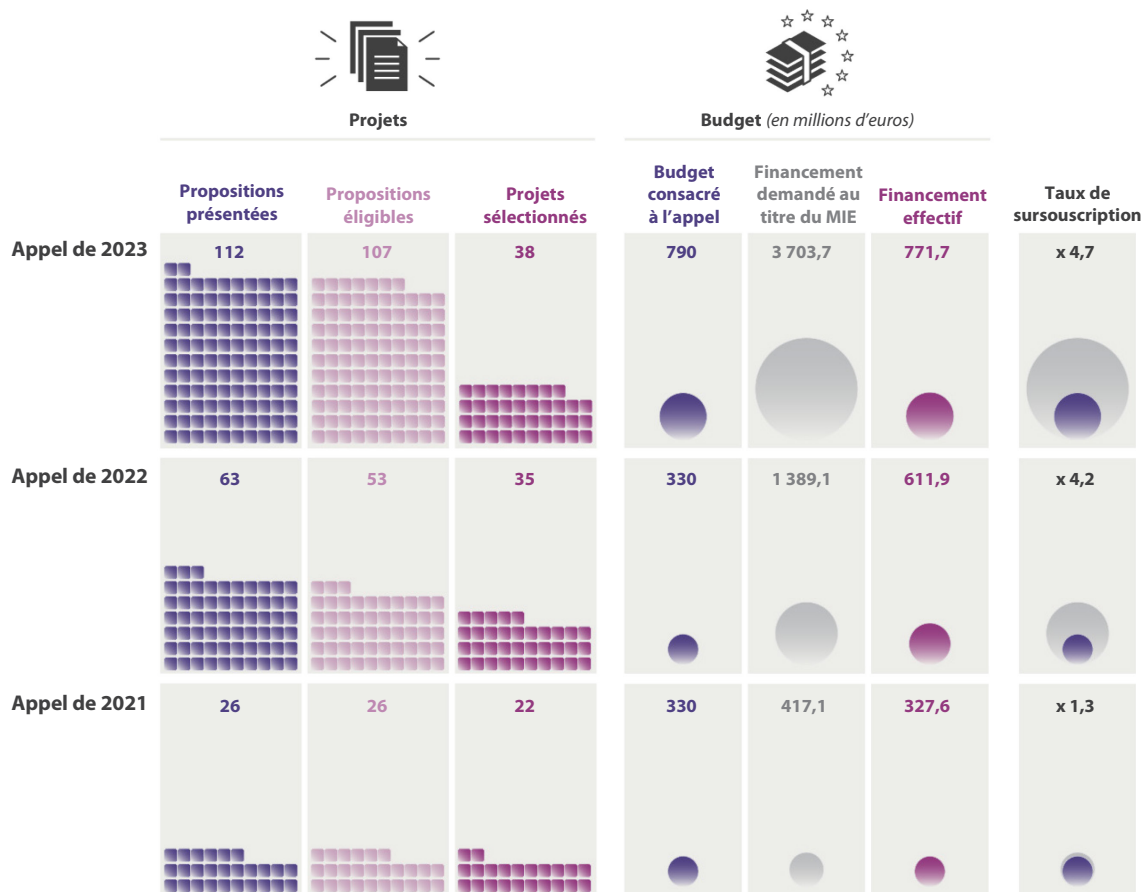 Projets
Budget (en millions d'euros)
Propositions
présentées
Propositions
éligibles
Projets
sélectionnés
Budget
consacré
à l'appel
Financement
demandé au
titre du MIE
Financement
effectif
Taux de
sursouscription
Appel de 2023
112
107
38
790
3 703,7
771,7
x 4,7
Appel de 2022
63
53
35
330
1 389,1
611,9
x 4,2
Appel de 2021
26
26
22
330
417,1
327,6
x 1,3